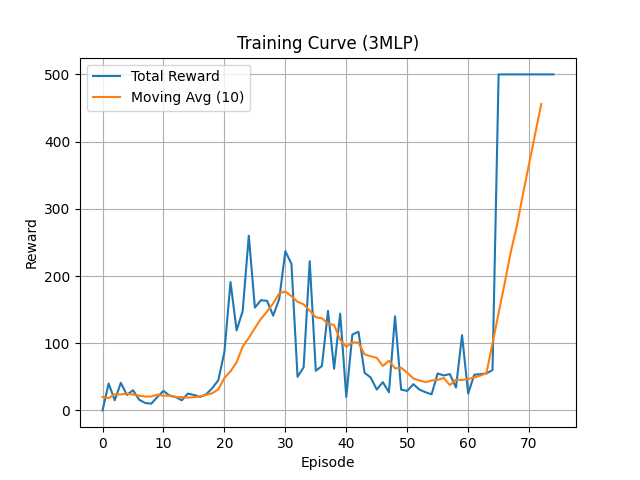 Training Curve (3MLP)
Total Reward
Moving Avg (10)
500
400
300
200
100
0
Reward
0 10 20 30 40 50 60 70
Episode